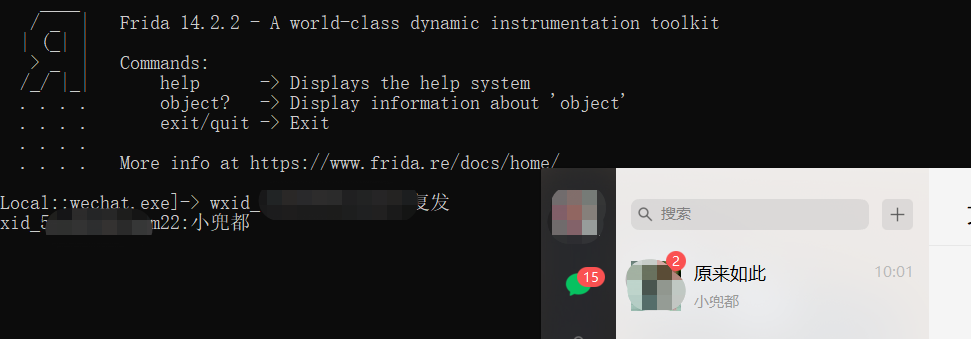 Frida 14.2.2 - A world-class dynamic instrumentation toolkit
Commands:
help -> Displays the help system
object? -> Display information about 'object'
exit/quit -> Exit
More info at https://www.frida.re/docs/home/
Local::wechat.exe]-> wxid_ 复发
xid_5 m22:小兜都
搜索
15
2
原来如此
10:01
小兜都